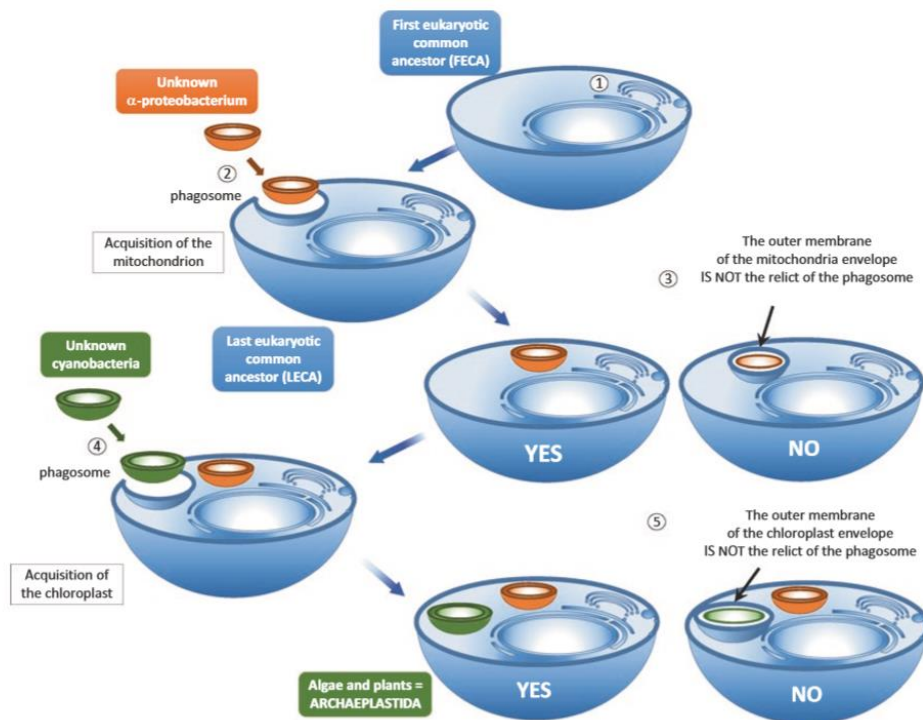 First eukaryotic
common
ancestor (FECA)
①
Unknown
α-proteobacterium
②
phagosome
Acquisition of the
mitochondrion
The outer membrane
of the mitochondria envelope
IS NOT the relict of the phagosome
③
Unknown
cyanobacteria
Last eukaryotic
common
ancestor (LECA)
YES
NO
④
phagosome
⑤
The outer membrane
of the chloroplast envelope
IS NOT the relict of the phagosome
Acquisition of
the chloroplast
Algae and plants =
ARCHAEPLASTIDA
YES
NO